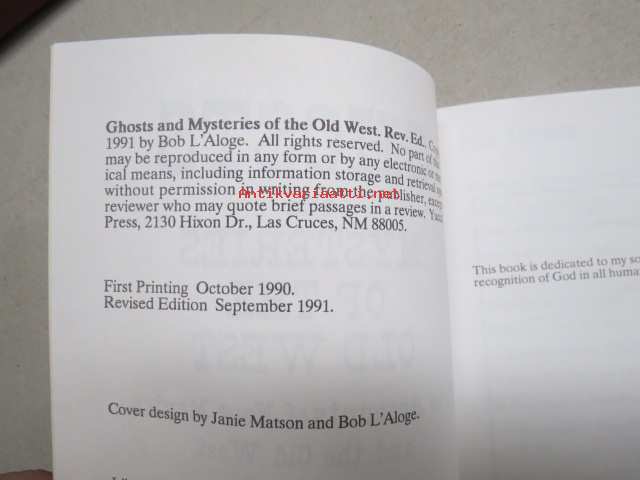 Ghosts and Mysteries of the Old West. Rev. Ed.
1991 by Bob L'Aloge. All rights reserved. No part of this
may be reproduced in any form or by any electronic or
ical means, including information storage and retrieval
without permission in writing from the publisher, except
reviewer who may quote brief passages in a review.
Press, 2130 Hixon Dr., Las Cruces, NM 88005.
Antikvariaatti.net
First Printing October 1990.
Revised Edition September 1991.
Cover design by Janie Matson and Bob L'Aloge.
This book is dedicated to my
recognition of God in all